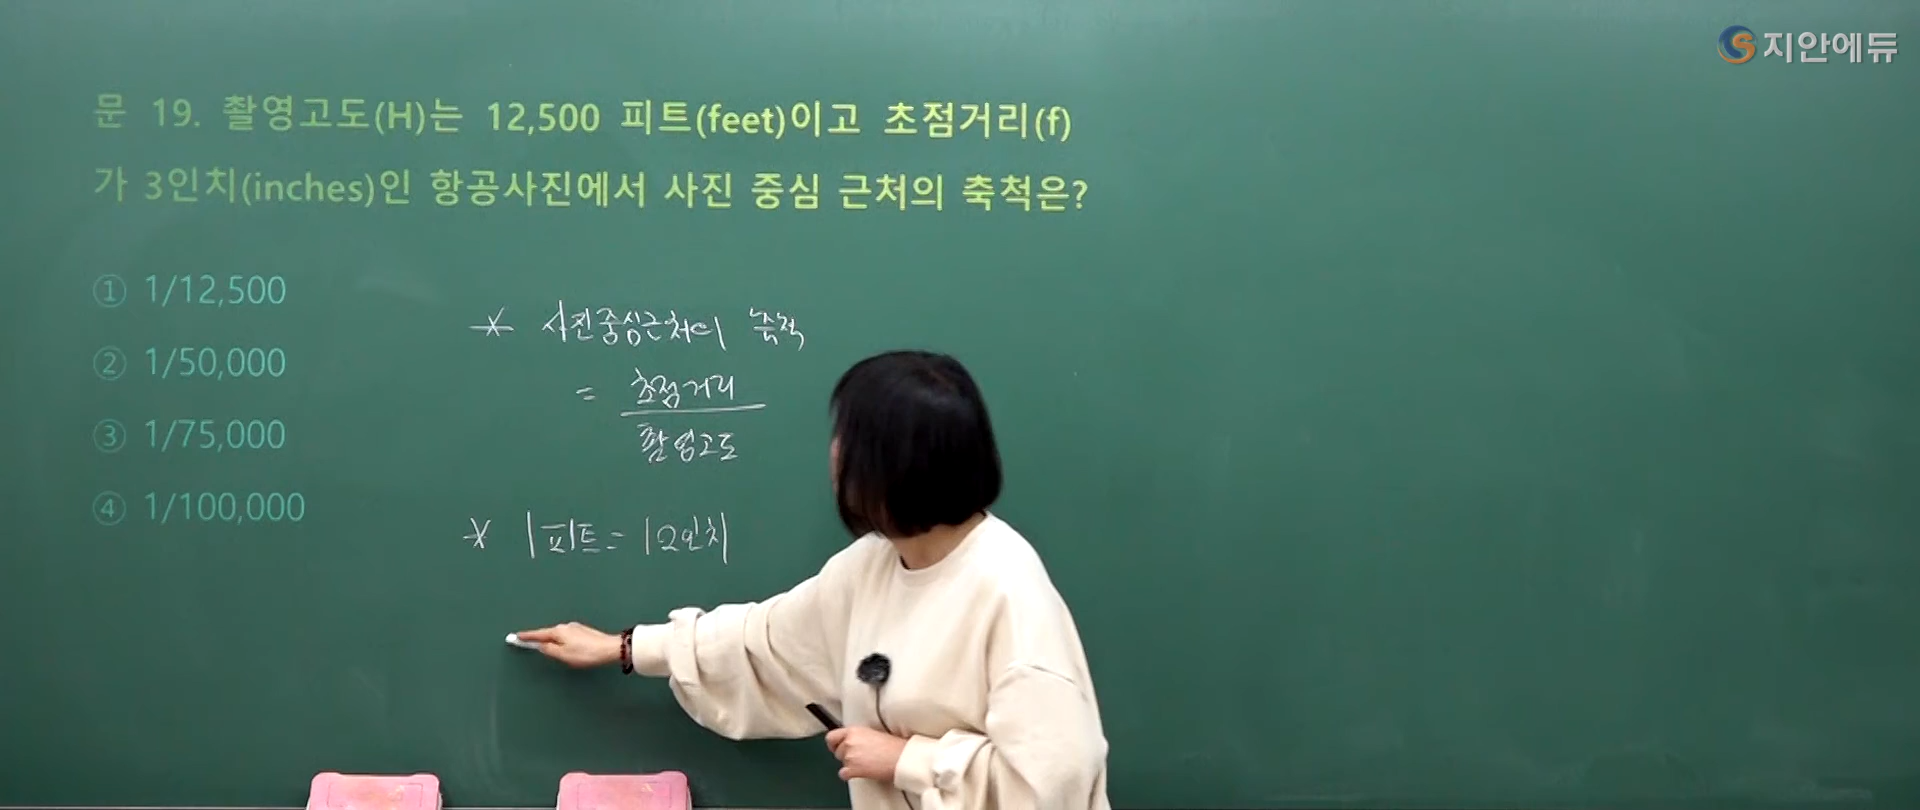 지안에듀
문 19. 촬영고도(H)는 12,500 피트(feet)이고 초점거리(f)
가 3인치(inches)인 항공사진에서 사진 중심 근처의 축척은?
① 1/12,500
② 1/50,000
③ 1/75,000
④ 1/100,000
* 사진중심근처의 축척
= 초점거리
촬영고도
* 1피트 = 12인치